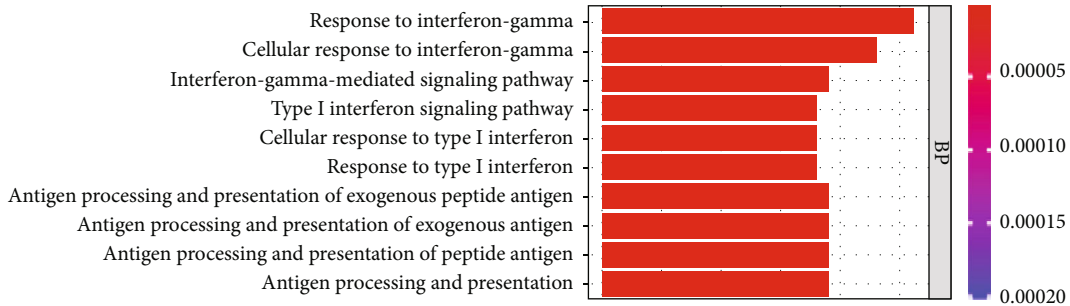 Response to interferon-gamma
Cellular response to interferon-gamma
Interferon-gamma-mediated signaling pathway
Type I interferon signaling pathway
Cellular response to type I interferon
Response to type I interferon
Antigen processing and presentation of exogenous peptide antigen
Antigen processing and presentation of exogenous antigen
Antigen processing and presentation of peptide antigen
Antigen processing and presentation
BP
0.00005
0.00010
0.00015
0.00020